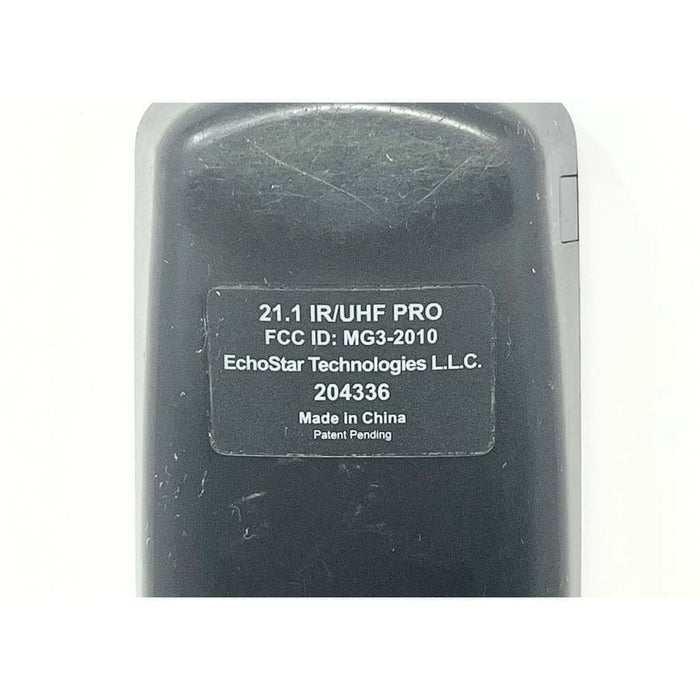 21.1 IR/UHF PRO
FCC ID: MG3-2010
EchoStar Technologies L.L.C.
204336
Made in China
Patent Pending